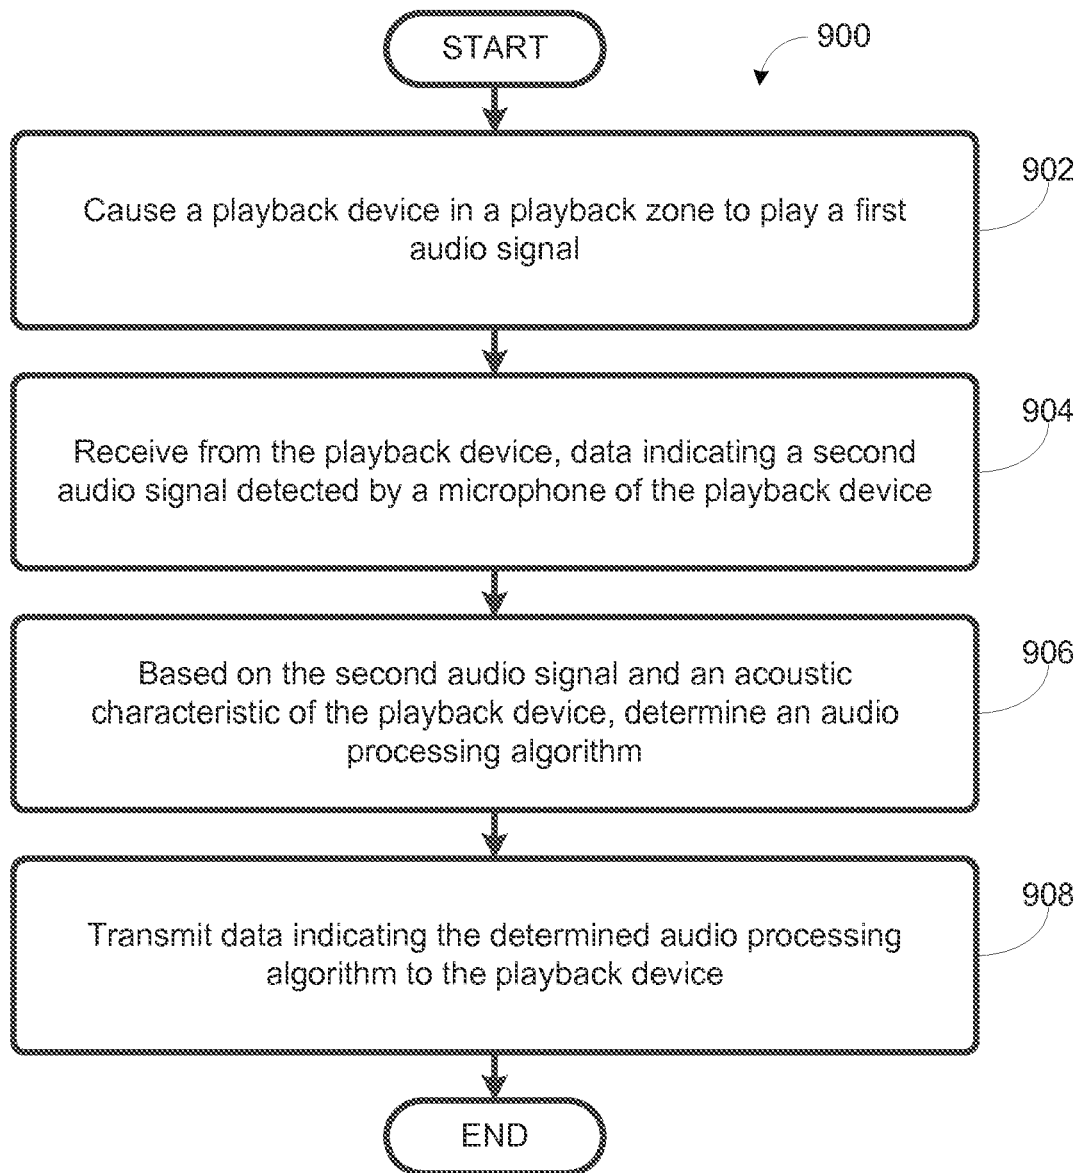 START
900
902
Cause a playback device in a playback zone to play a first
audio signal
904
Receive from the playback device, data indicating a second
audio signal detected by a microphone of the playback device
906
Based on the second audio signal and an acoustic
characteristic of the playback device, determine an audio
processing algorithm
908
Transmit data indicating the determined audio processing
algorithm to the playback device
END